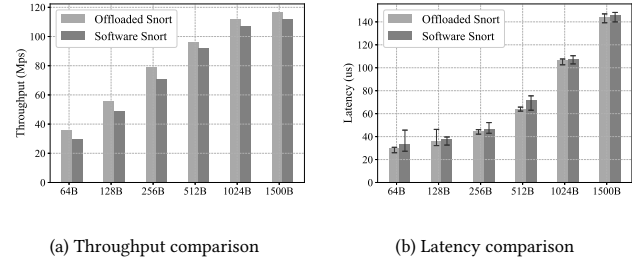 120
100
80
60
40
20
0
Throughput (Mps)
Offloaded Snort
Software Snort
64B 128B 256B 512B 1024B 1500B
(a) Throughput comparison
140
120
100
80
60
40
20
0
Latency (us)
Offloaded Snort
Software Snort
64B 128B 256B 512B 1024B 1500B
(b) Latency comparison